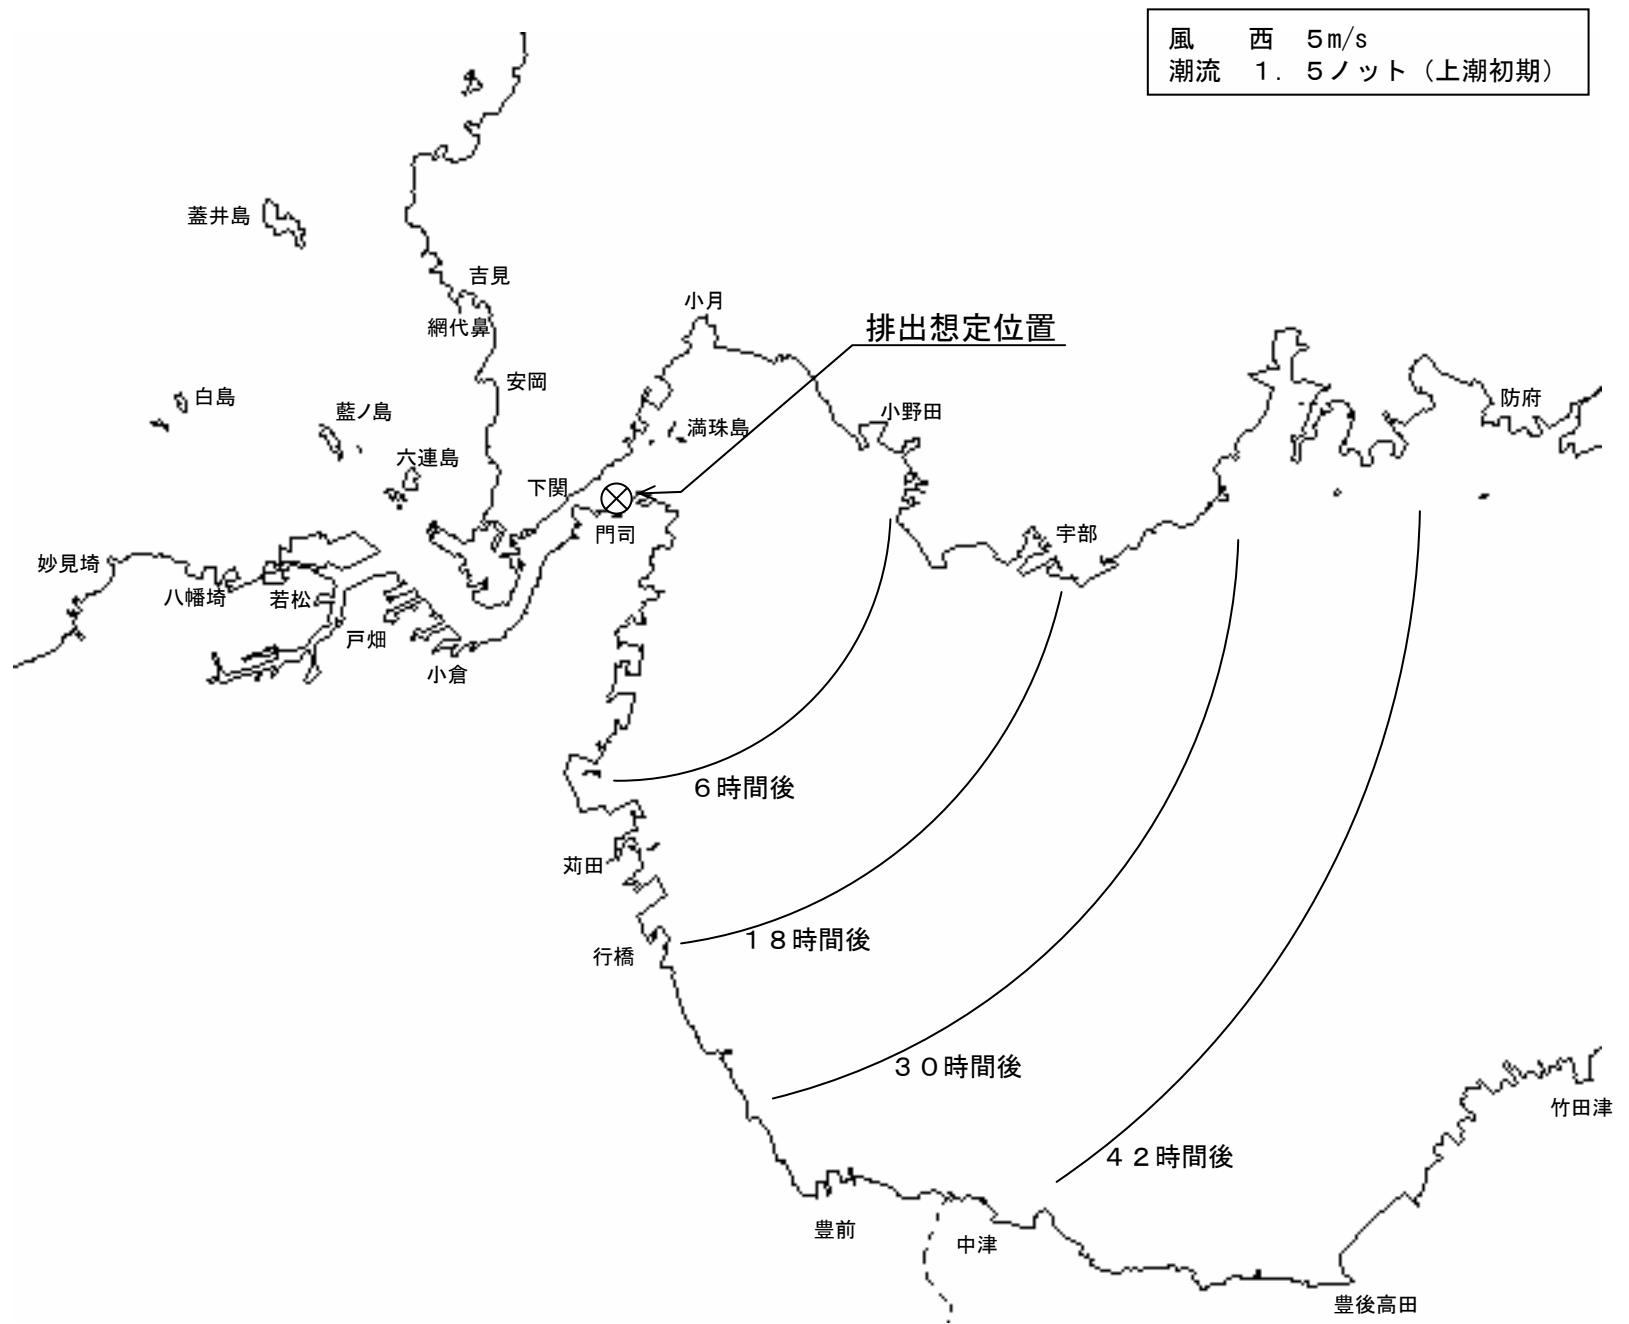 風　　西　５m/s
潮流　１．５ノット（上潮初期）
蓋井島
吉見
小月
排出想定位置
網代鼻
安岡
白島
藍ノ島
小野田
防府
満珠島
六連島
下関
門司
宇部
妙見埼
八幡埼
若松
戸畑
小倉
６時間後
苅田
１８時間後
行橋
３０時間後
竹田津
４２時間後
豊前
中津
豊後高田